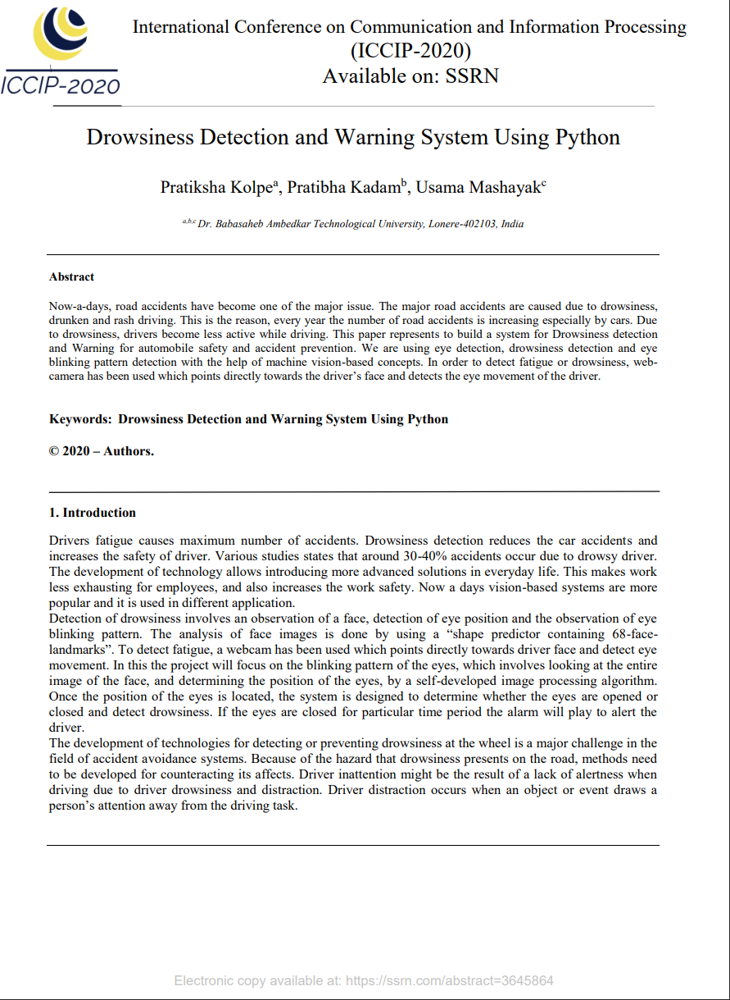 International Conference on Communication and Information Processing
(ICCIP-2020)
Available on: SSRN
ICCIP-2020
Drowsiness Detection and Warning System Using Python
Pratiksha Kolpeᵃ, Pratibha Kadamᵇ, Usama Mashayakᶜ
ᵃ,ᵇ,ᶜ Dr. Babasaheb Ambedkar Technological University, Lonere-402103, India
Abstract
Now-a-days, road accidents have become one of the major issue. The major road accidents are caused due to drowsiness,
drunken and rash driving. This is the reason, every year the number of road accidents is increasing especially by cars. Due
to drowsiness, drivers become less active while driving. This paper represents to build a system for Drowsiness detection
and Warning for automobile safety and accident prevention. We are using eye detection, drowsiness detection and eye
blinking pattern detection with the help of machine vision-based concepts. In order to detect fatigue or drowsiness, web-
camera has been used which points directly towards the driver’s face and detects the eye movement of the driver.
Keywords: Drowsiness Detection and Warning System Using Python
© 2020 – Authors.
1. Introduction
Drivers fatigue causes maximum number of accidents. Drowsiness detection reduces the car accidents and
increases the safety of driver. Various studies states that around 30-40% accidents occur due to drowsy driver.
The development of technology allows introducing more advanced solutions in everyday life. This makes work
less exhausting for employees, and also increases the work safety. Now a days vision-based systems are more
popular and it is used in different application.
Detection of drowsiness involves an observation of a face, detection of eye position and the observation of eye
blinking pattern. The analysis of face images is done by using a “shape predictor containing 68-face-
landmarks”. To detect fatigue, a webcam has been used which points directly towards driver face and detect eye
movement. In this the project will focus on the blinking pattern of the eyes, which involves looking at the entire
image of the face, and determining the position of the eyes, by a self-developed image processing algorithm.
Once the position of the eyes is located, the system is designed to determine whether the eyes are opened or
closed and detect drowsiness. If the eyes are closed for particular time period the alarm will play to alert the
driver.
The development of technologies for detecting or preventing drowsiness at the wheel is a major challenge in the
field of accident avoidance systems. Because of the hazard that drowsiness presents on the road, methods need
to be developed for counteracting its affects. Driver inattention might be the result of a lack of alertness when
driving due to driver drowsiness and distraction. Driver distraction occurs when an object or event draws a
person’s attention away from the driving task.
Electronic copy available at: https://ssrn.com/abstract=3645864